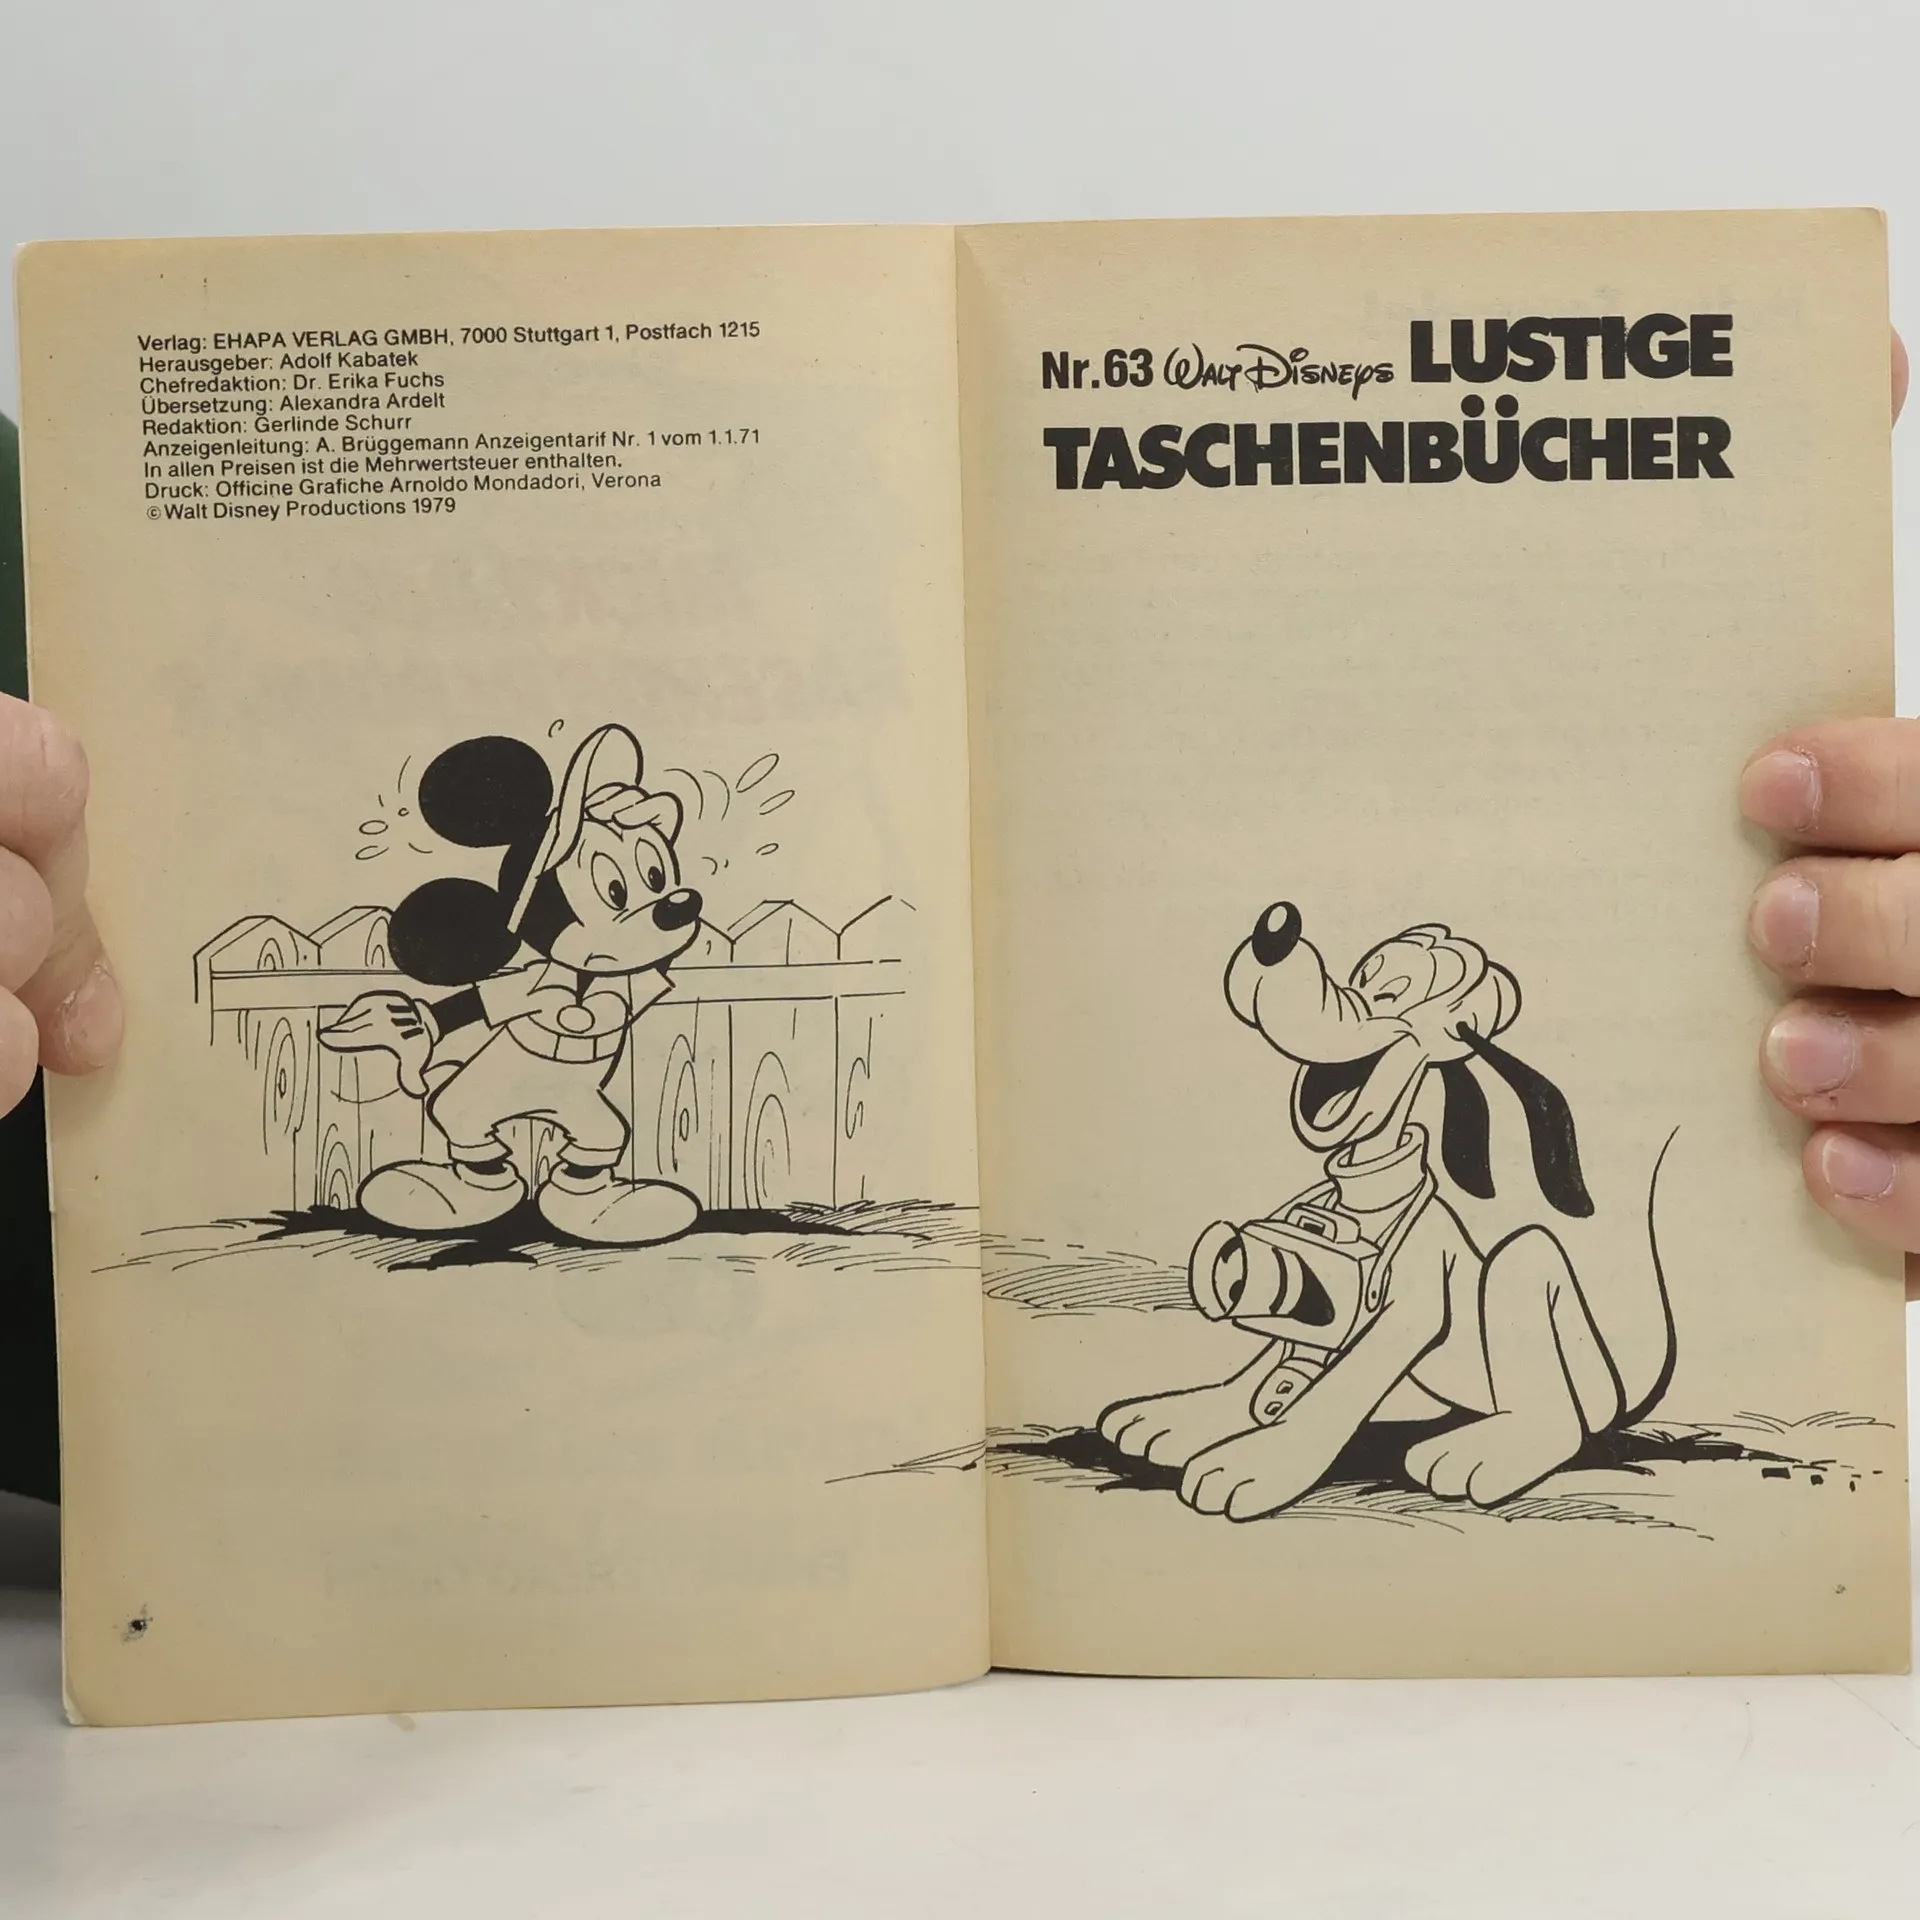 Verlag: EHAPA VERLAG GMBH, 7000 Stuttgart 1, Postfach 1215
Herausgeber: Adolf Kabatek
Chefredaktion: Dr. Erika Fuchs
Übersetzung: Alexandra Ardelt
Redaktion: Gerlinde Schurr
Anzeigenleitung: A. Brüggemann Anzeigentarif Nr. 1 vom 1.1.71
In allen Preisen ist die Mehrwertsteuer enthalten.
Druck: Officine Grafiche Arnoldo Mondadori, Verona
© Walt Disney Productions 1979
Nr. 63 WALT DISNEYS LUSTIGE
TASCHENBÜCHER